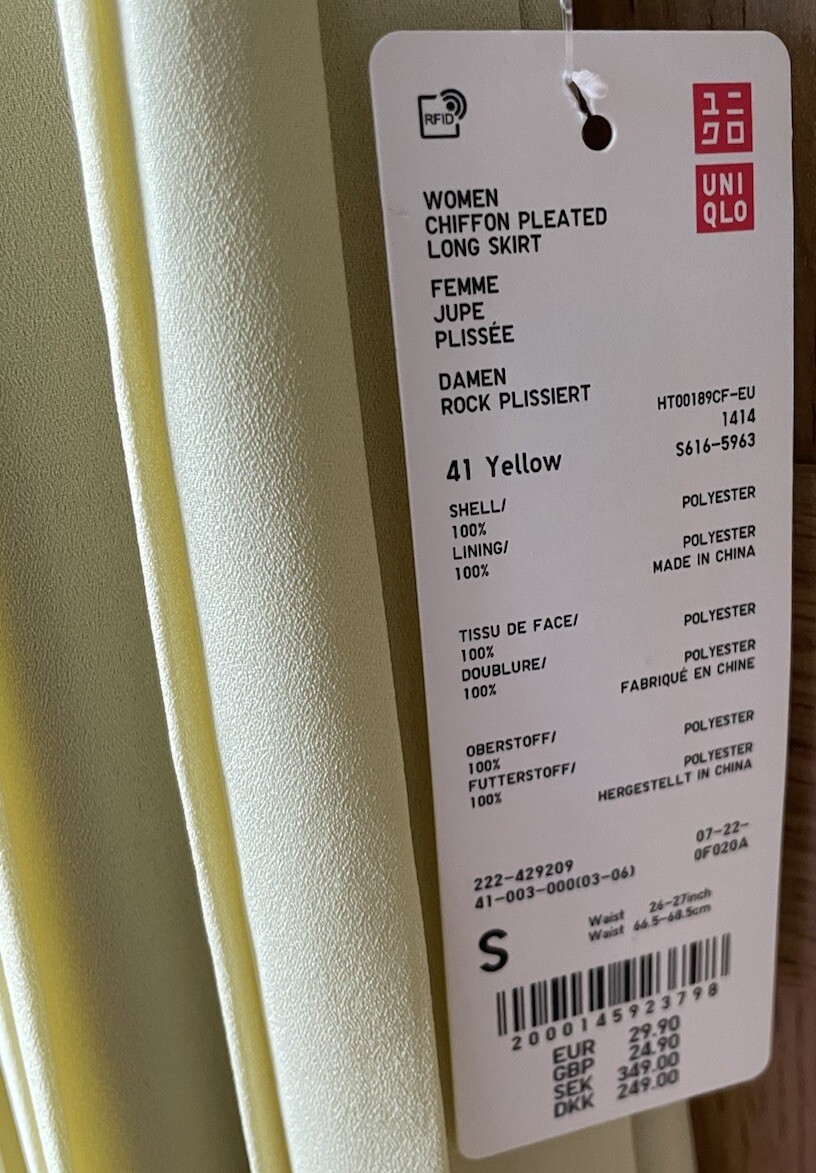 RFID
ユニ
クロ
UNI
QLO
WOMEN
CHIFFON PLEATED
LONG SKIRT
FEMME
JUPE
PLISSÉE
DAMEN
ROCK PLISSIERT
HT00189CF-EU
1414
S616-5963
41 Yellow
SHELL/ POLYESTER
100%
LINING/ POLYESTER
100% MADE IN CHINA
TISSU DE FACE/ POLYESTER
100%
DOUBLURE/ POLYESTER
100% FABRIQUÉ EN CHINE
OBERSTOFF/ POLYESTER
100%
FUTTERSTOFF/ POLYESTER
100% HERGESTELLT IN CHINA
07-22-
0F020A
222-429209
41-003-000(03-06)
S
Waist 26-27inch
Waist 66.5-68.5cm
2000145923798
EUR 29.90
GBP 24.90
SEK 349.00
DKK 249.00